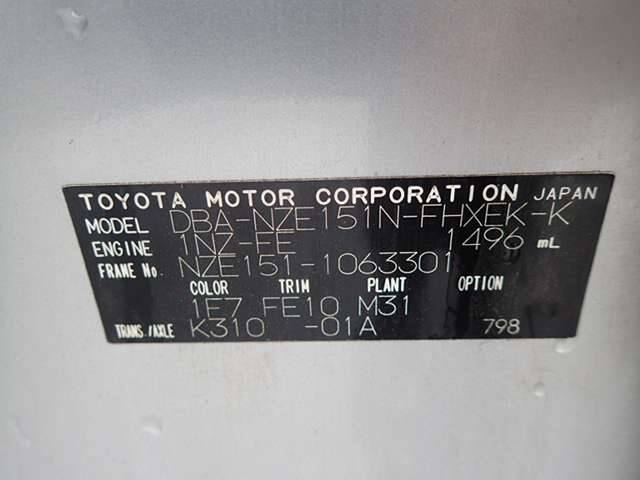 TOYOTA MOTOR CORPORATION JAPAN
MODEL DBA-NZE151N-FHXEK-K
ENGINE 1NZ-FE 1496 mL
FRAME No. NZE151-1063301
COLOR TRIM PLANT OPTION
1E7 FE10 M31
TRANS./AXLE K310 -01A 798